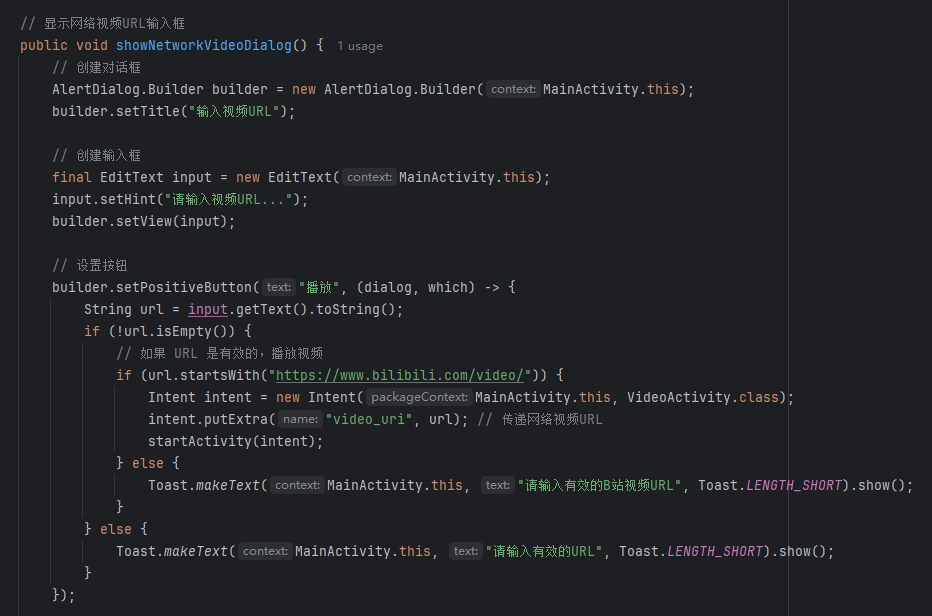 // 显示网络视频URL输入框
public void showNetworkVideoDialog() { 1 usage
// 创建对话框
AlertDialog.Builder builder = new AlertDialog.Builder( context: MainActivity.this);
builder.setTitle("输入视频URL");
// 创建输入框
final EditText input = new EditText( context: MainActivity.this);
input.setHint("请输入视频URL...");
builder.setView(input);
// 设置按钮
builder.setPositiveButton( text: "播放", (dialog, which) -> {
String url = input.getText().toString();
if (!url.isEmpty()) {
// 如果 URL 是有效的，播放视频
if (url.startsWith("https://www.bilibili.com/video/")) {
Intent intent = new Intent( packageContext: MainActivity.this, VideoActivity.class);
intent.putExtra( name: "video_uri", url); // 传递网络视频URL
startActivity(intent);
} else {
Toast.makeText( context: MainActivity.this, text: "请输入有效的B站视频URL", Toast.LENGTH_SHORT).show();
}
} else {
Toast.makeText( context: MainActivity.this, text: "请输入有效的URL", Toast.LENGTH_SHORT).show();
}
});